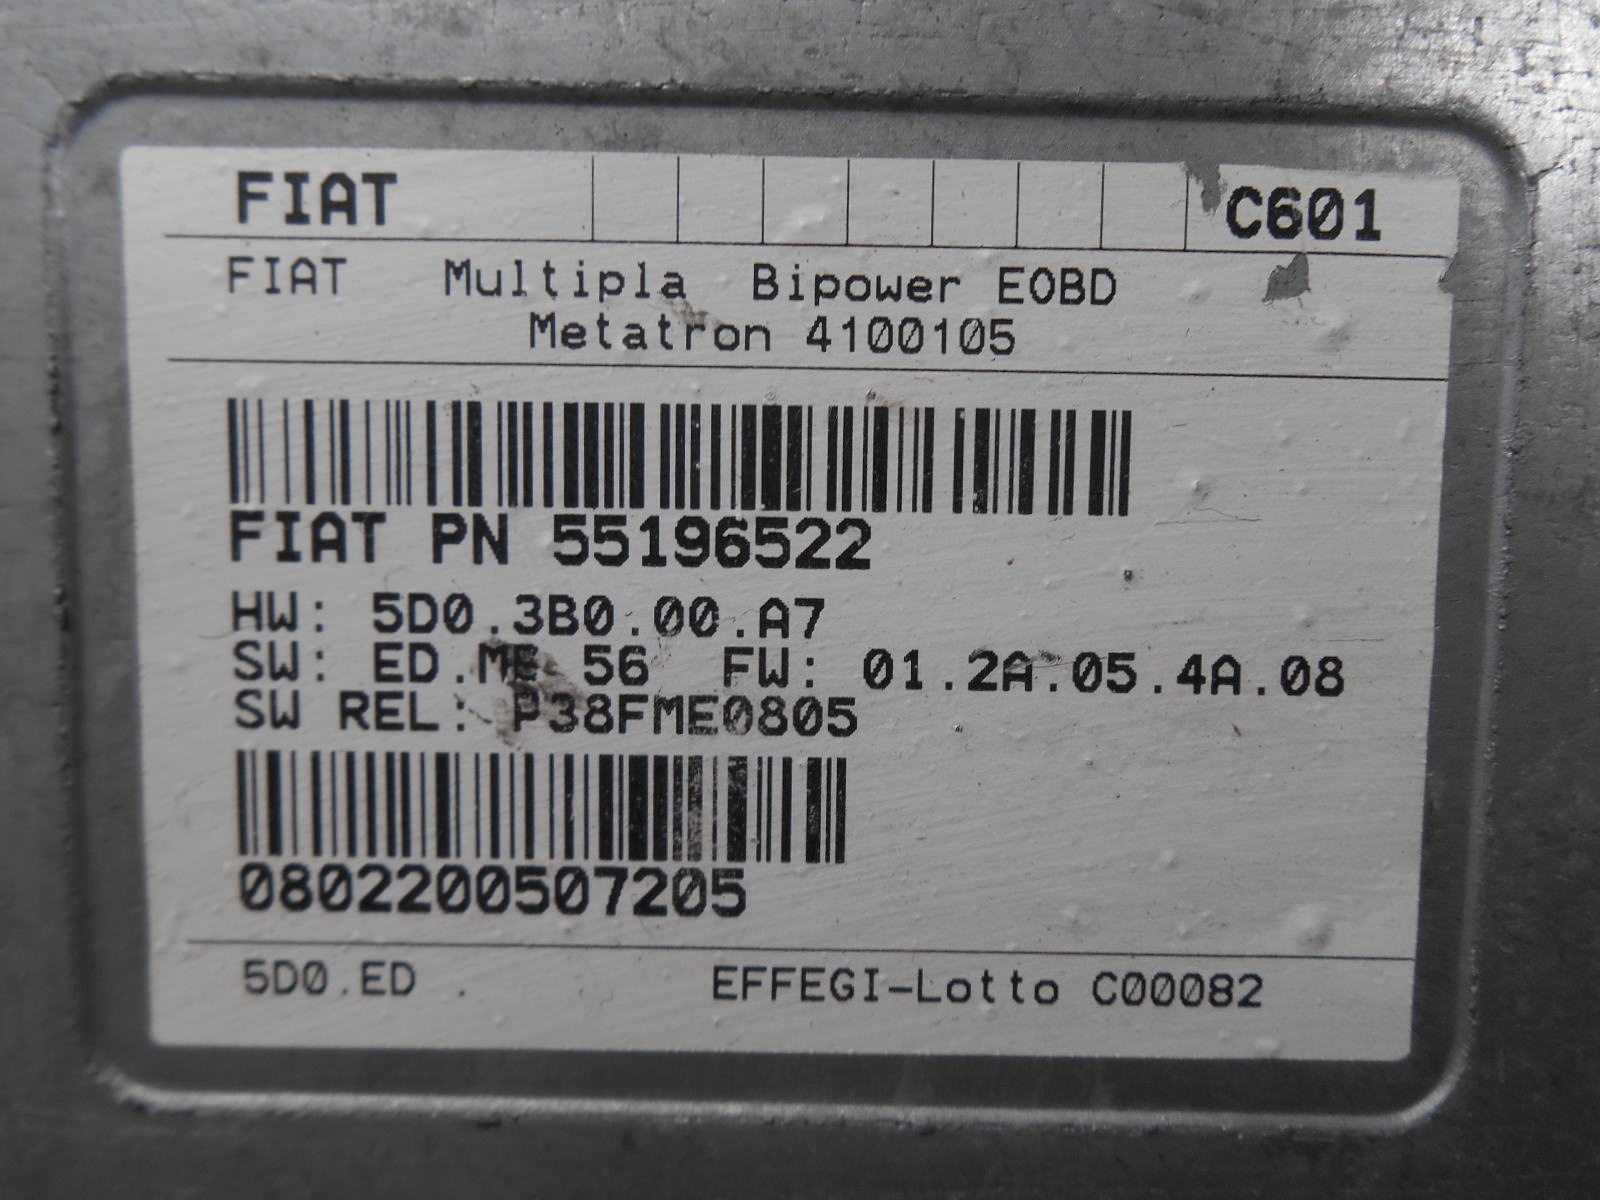 FIAT C601
FIAT Multipla Bipower EOBD
Metatron 4100105
FIAT PN 55196522
HW: 5D0.3B0.00.A7
SW: ED.ME 56 FW: 01.2A.05.4A.08
SW REL: P38FME0805
0802200507205
5D0.ED . EFFEGI-Lotto C00082